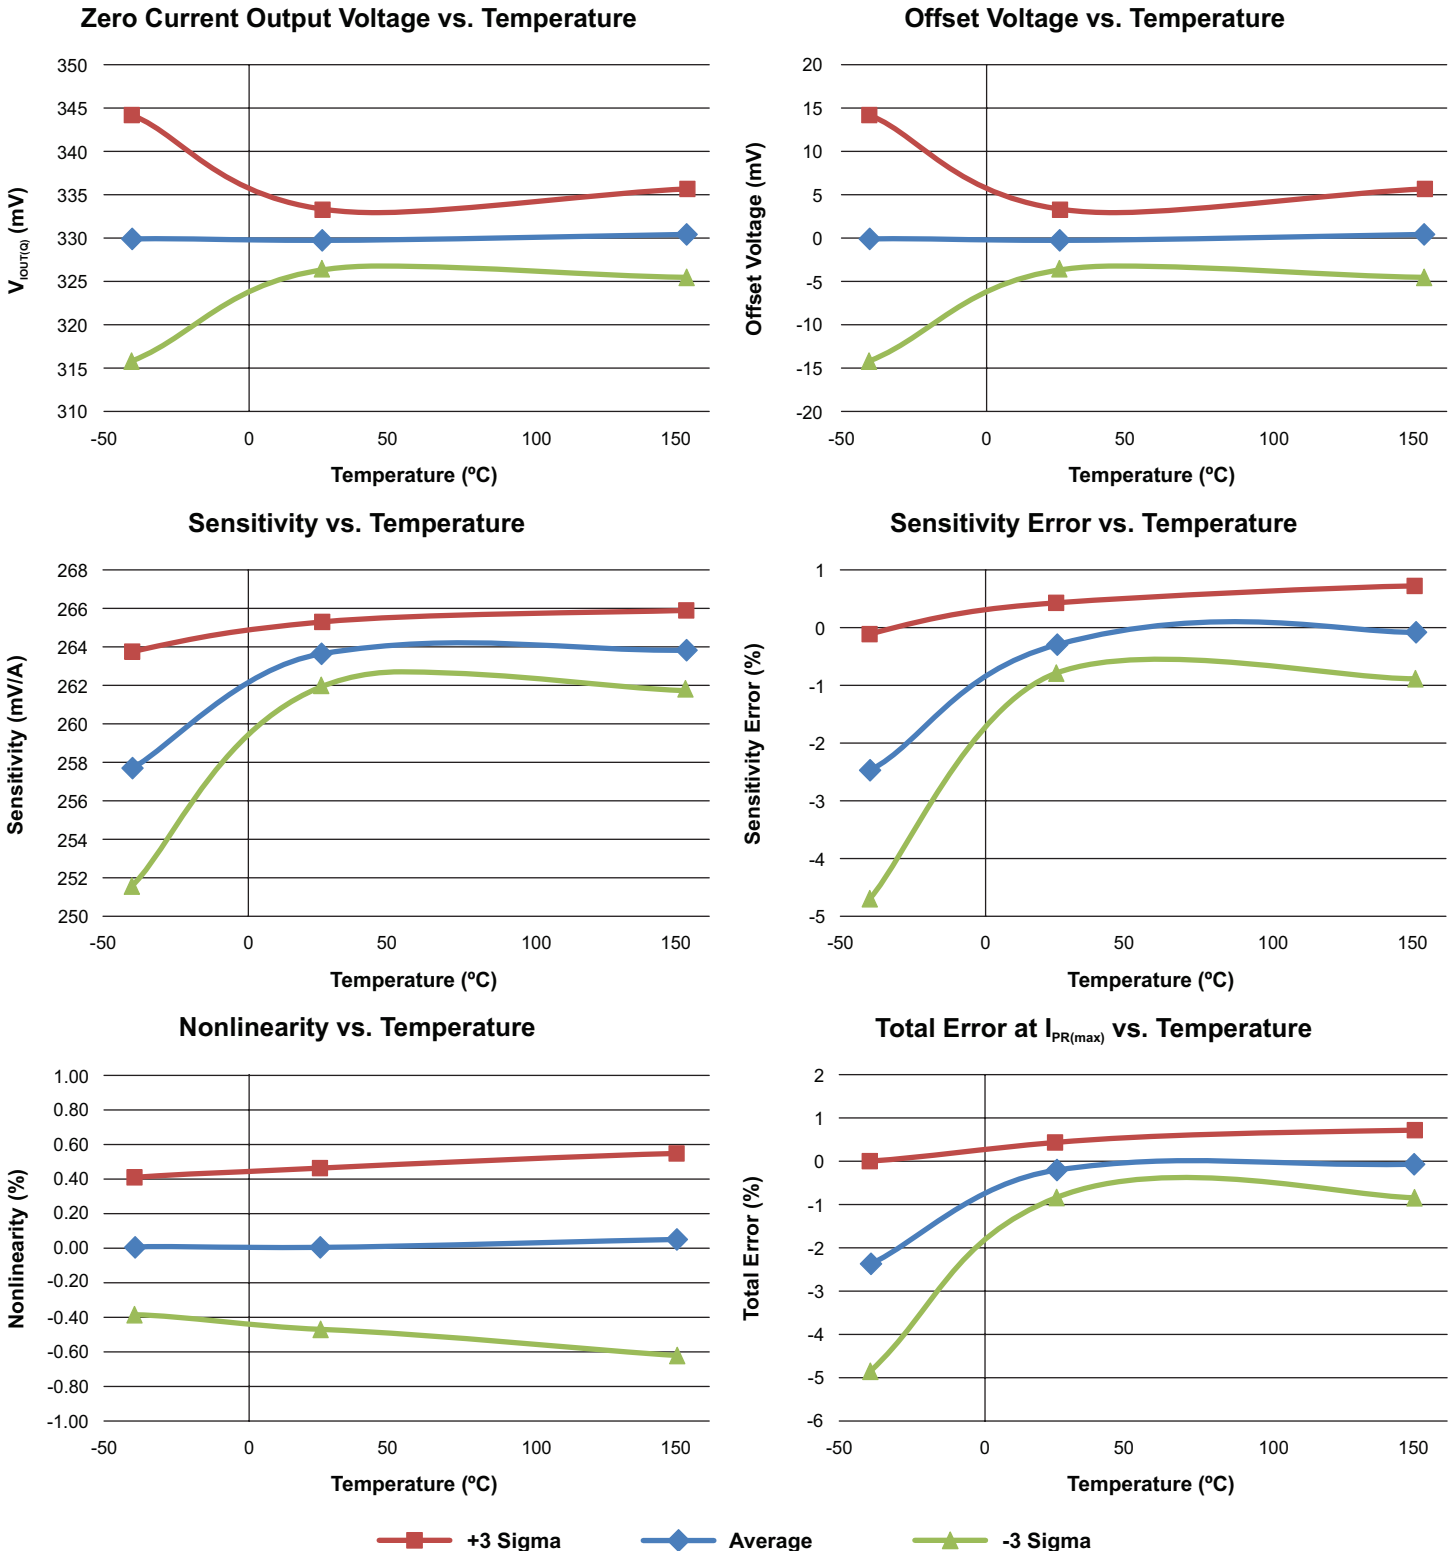 Zero Current Output Voltage vs. Temperature
350
345
340
335
330
325
320
315
310
-50 0 50 100 150
V_IOUT(Q) (mV)
Temperature (ºC)
Offset Voltage vs. Temperature
20
15
10
5
0
-5
-10
-15
-20
-50 0 50 100 150
Offset Voltage (mV)
Temperature (ºC)
Sensitivity vs. Temperature
268
266
264
262
260
258
256
254
252
250
-50 0 50 100 150
Sensitivity (mV/A)
Temperature (ºC)
Sensitivity Error vs. Temperature
1
0
-1
-2
-3
-4
-5
-50 0 50 100 150
Sensitivity Error (%)
Temperature (ºC)
Nonlinearity vs. Temperature
1.00
0.80
0.60
0.40
0.20
0.00
-0.20
-0.40
-0.60
-0.80
-1.00
-50 0 50 100 150
Nonlinearity (%)
Temperature (ºC)
Total Error at I_PR(max) vs. Temperature
2
1
0
-1
-2
-3
-4
-5
-6
-50 0 50 100 150
Total Error (%)
Temperature (ºC)
+3 Sigma Average -3 Sigma